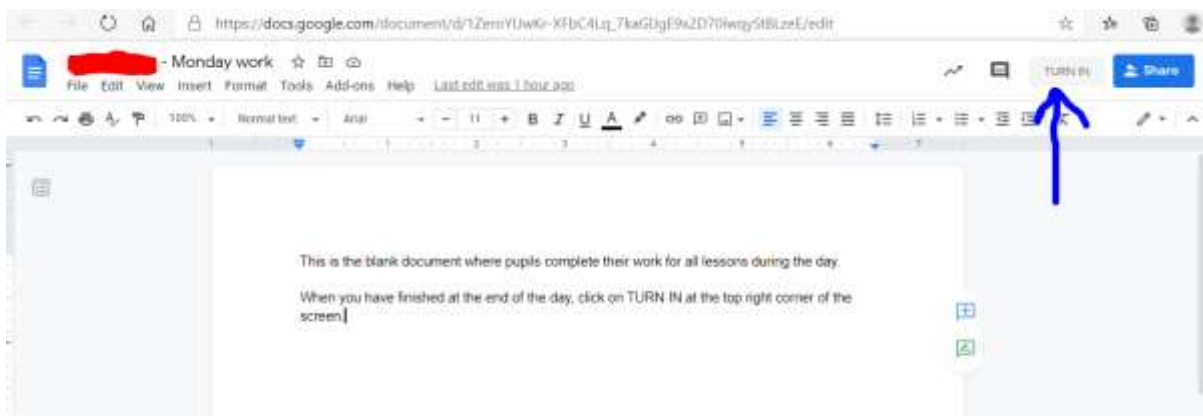 https://docs.google.com/document/d/
- Monday work
TURN IN
Share
File Edit View Insert Format Tools Add-ons Help Last edit was 1 hour ago
100% Normal text Arial - 11 + B I U A
This is the blank document where pupils complete their work for all lessons during the day.
When you have finished at the end of the day, click on TURN IN at the top right corner of the
screen.